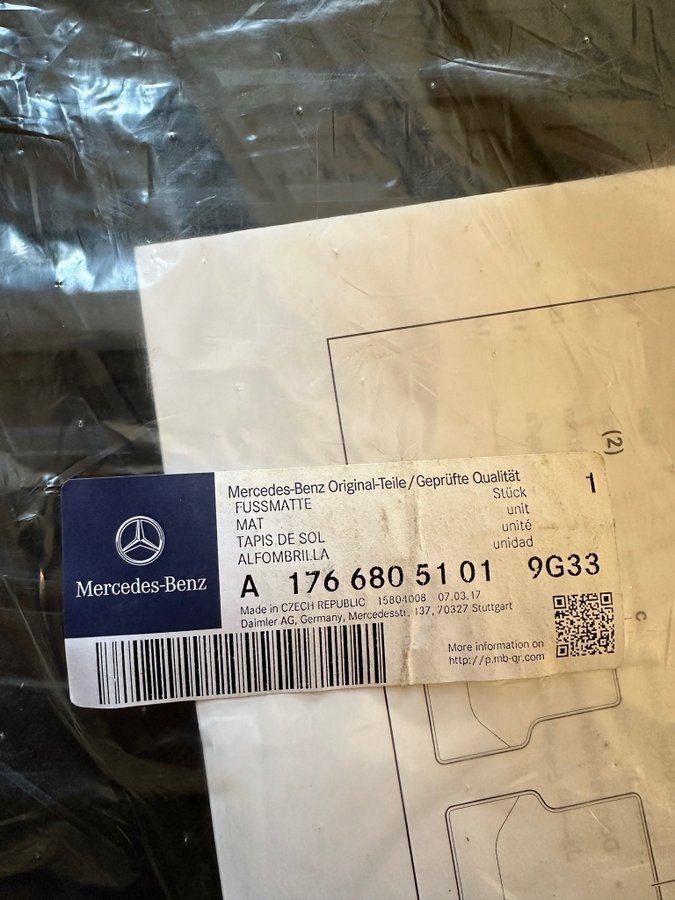 (2)
Mercedes-Benz Original-Teile/Geprüfte Qualität
FUSSMATTE Stück 1
MAT unit
TAPIS DE SOL unité
ALFOMBRILLA unidad
A 176 680 51 01 9G33
Made in CZECH REPUBLIC 15804008 07.03.17
Daimler AG, Germany, Mercedesstr. 137, 70327 Stuttgart
Mercedes-Benz
More information on
http://p.mb-qr.com
C